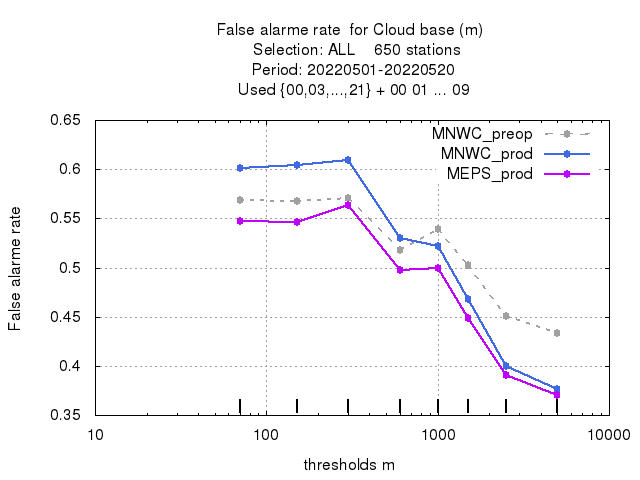 False alarme rate  for Cloud base (m)
Selection: ALL    650 stations
Period: 20220501-20220520
Used {00,03,...,21} + 00 01 ... 09
MNWC_preop
MNWC_prod
MEPS_prod
False alarme rate
0.65
0.6
0.55
0.5
0.45
0.4
0.35
10
100
1000
10000
thresholds m